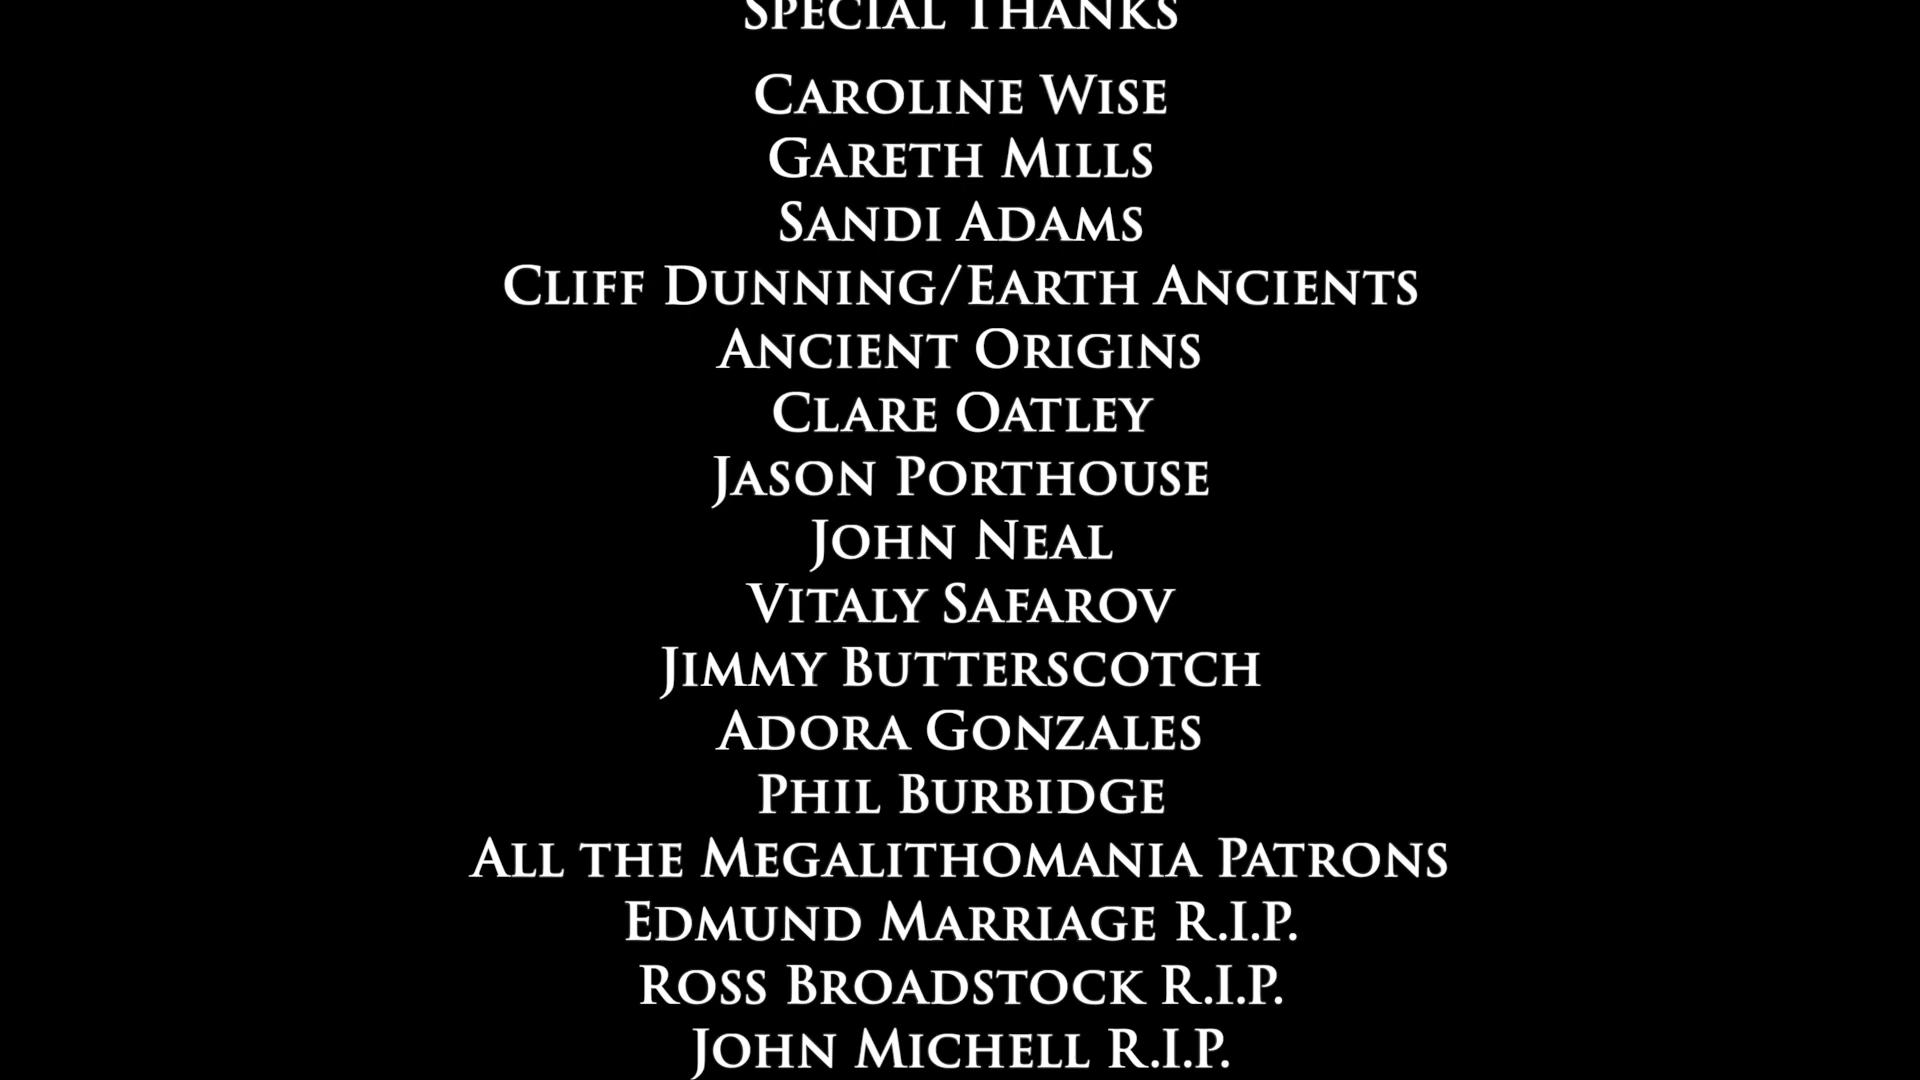 Special Thanks
Caroline Wise
Gareth Mills
Sandi Adams
Cliff Dunning/Earth Ancients
Ancient Origins
Clare Oatley
Jason Porthouse
John Neal
Vitaly Safarov
Jimmy Butterscotch
Adora Gonzales
Phil Burbidge
All the Megalithomania Patrons
Edmund Marriage R.I.P.
Ross Broadstock R.I.P.
John Michell R.I.P.